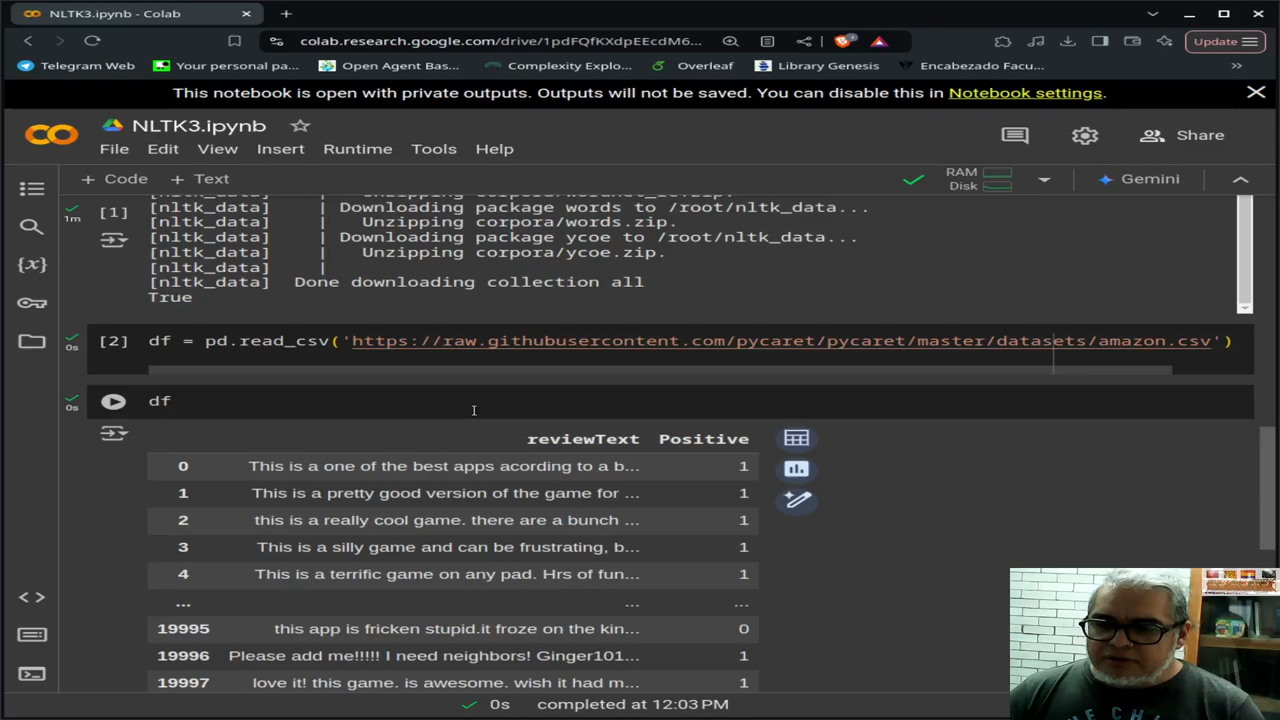 NLTK3.ipynb - Colab
colab.research.google.com/drive/1pdFQfKXdpEEcdM6...
Update
Telegram Web
Your personal pa...
Open Agent Bas...
Complexity Explo...
Overleaf
Library Genesis
Encabezado Facu...
This notebook is open with private outputs. Outputs will not be saved. You can disable this in Notebook settings.
NLTK3.ipynb
File Edit View Insert Runtime Tools Help
Share
+ Code + Text
RAM
Disk
Gemini
1m
[1]
[nltk_data] | Downloading package words to /root/nltk_data...
[nltk_data] | Unzipping corpora/words.zip.
[nltk_data] | Downloading package ycoe to /root/nltk_data...
[nltk_data] | Unzipping corpora/ycoe.zip.
[nltk_data] |
[nltk_data] Done downloading collection all
True
0s
[2] df = pd.read_csv('https://raw.githubusercontent.com/pycaret/pycaret/master/datasets/amazon.csv')
0s
df
reviewText Positive
0 This is a one of the best apps acording to a b... 1
1 This is a pretty good version of the game for ... 1
2 this is a really cool game. there are a bunch ... 1
3 This is a silly game and can be frustrating, b... 1
4 This is a terrific game on any pad. Hrs of fun... 1
... ... ...
19995 this app is fricken stupid.it froze on the kin... 0
19996 Please add me!!!!! I need neighbors! Ginger101... 1
19997 love it! this game. is awesome. wish it had m... 1
0s completed at 12:03 PM